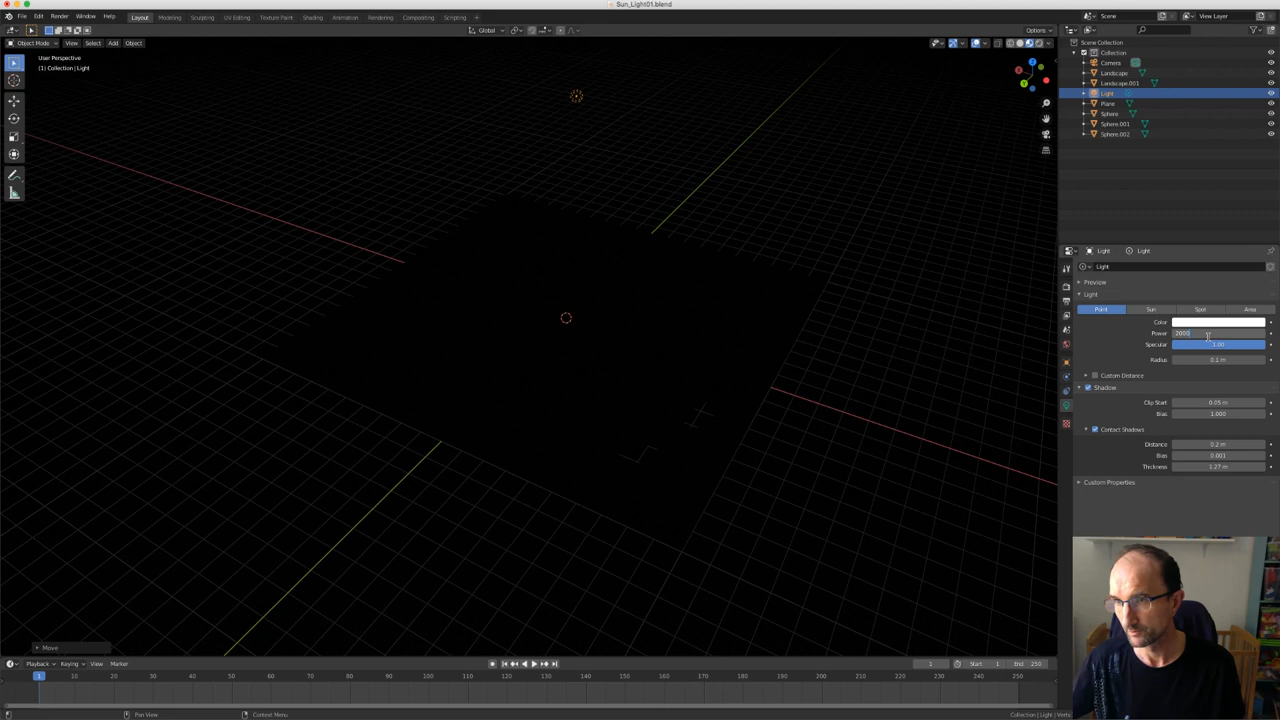 Sun_Light01.blend
File Edit Render Window Help Layout Modeling Sculpting UV Editing Texture Paint Shading Animation Rendering Compositing Scripting + Scene View Layer
Global Options
Object Mode View Select Add Object
User Perspective
(1) Collection | Light
Scene Collection
Collection
Camera
Landscape
Landscape.001
Light
Plane
Sphere
Sphere.001
Sphere.002
Light Light
Light
Preview
Light
Point Sun Spot Area
Color
Power 2000
Specular 1.00
Radius 0.1 m
Custom Distance
Shadow
Clip Start 0.05 m
Bias 1.000
Contact Shadows
Distance 0.2 m
Bias 0.001
Thickness 1.27 m
Custom Properties
Move
Playback Keying View Marker 1 Start 1 End 250
1 10 20 30 40 50 60 70 80 90 100 110 120 130 140 150 160 170 180 190 200 210 220 230 240 250
Pan View Context Menu Collection | Light | Verts